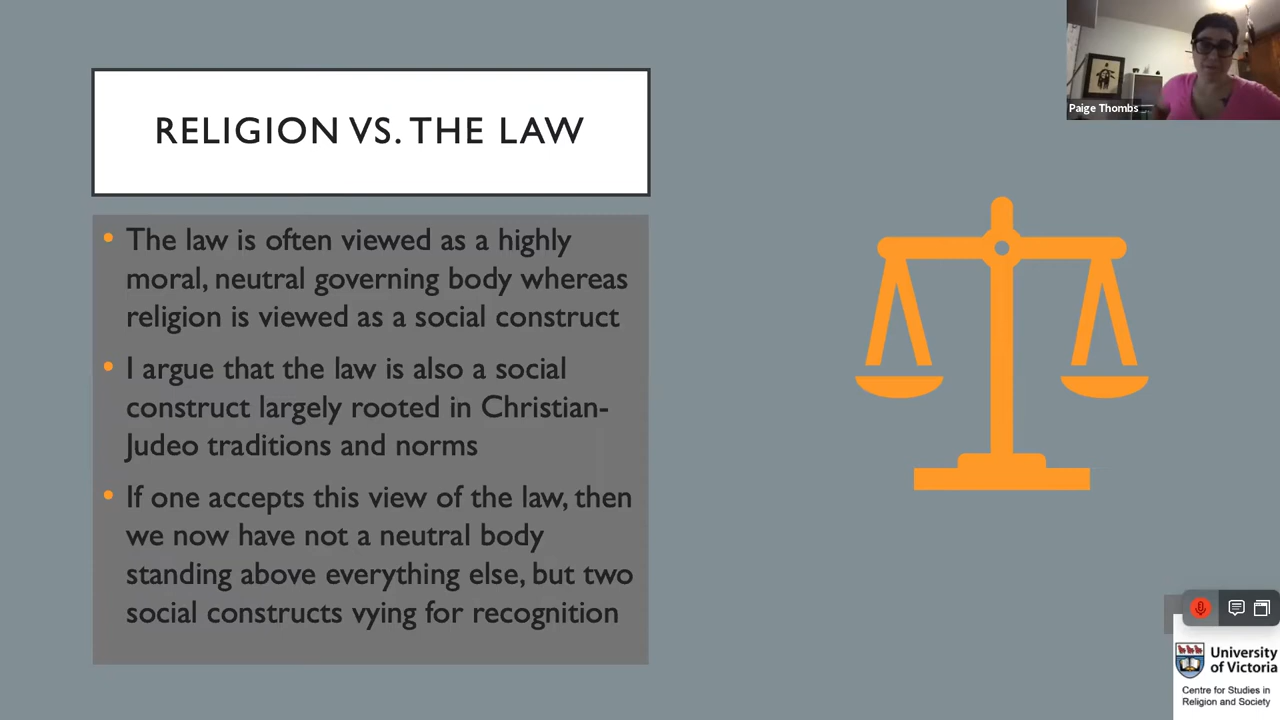 RELIGION VS. THE LAW
• The law is often viewed as a highly
moral, neutral governing body whereas
religion is viewed as a social construct
• I argue that the law is also a social
construct largely rooted in Christian-
Judeo traditions and norms
• If one accepts this view of the law, then
we now have not a neutral body
standing above everything else, but two
social constructs vying for recognition
Paige Thombs
University
of Victoria
Centre for Studies in
Religion and Society